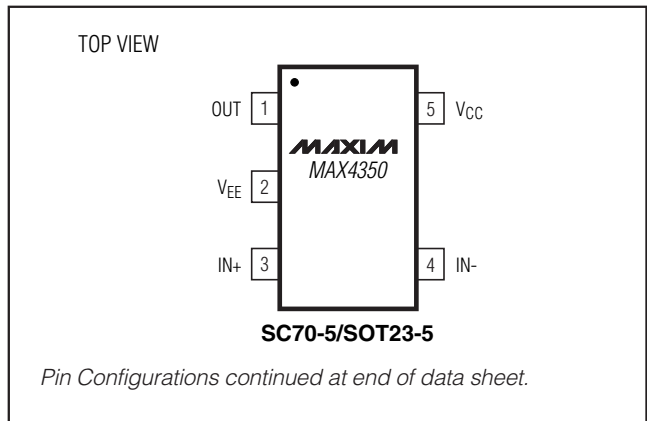 TOP VIEW
OUT 1
5 VCC
MAXIM
MAX4350
VEE 2
IN+ 3
4 IN-
SC70-5/SOT23-5
Pin Configurations continued at end of data sheet.